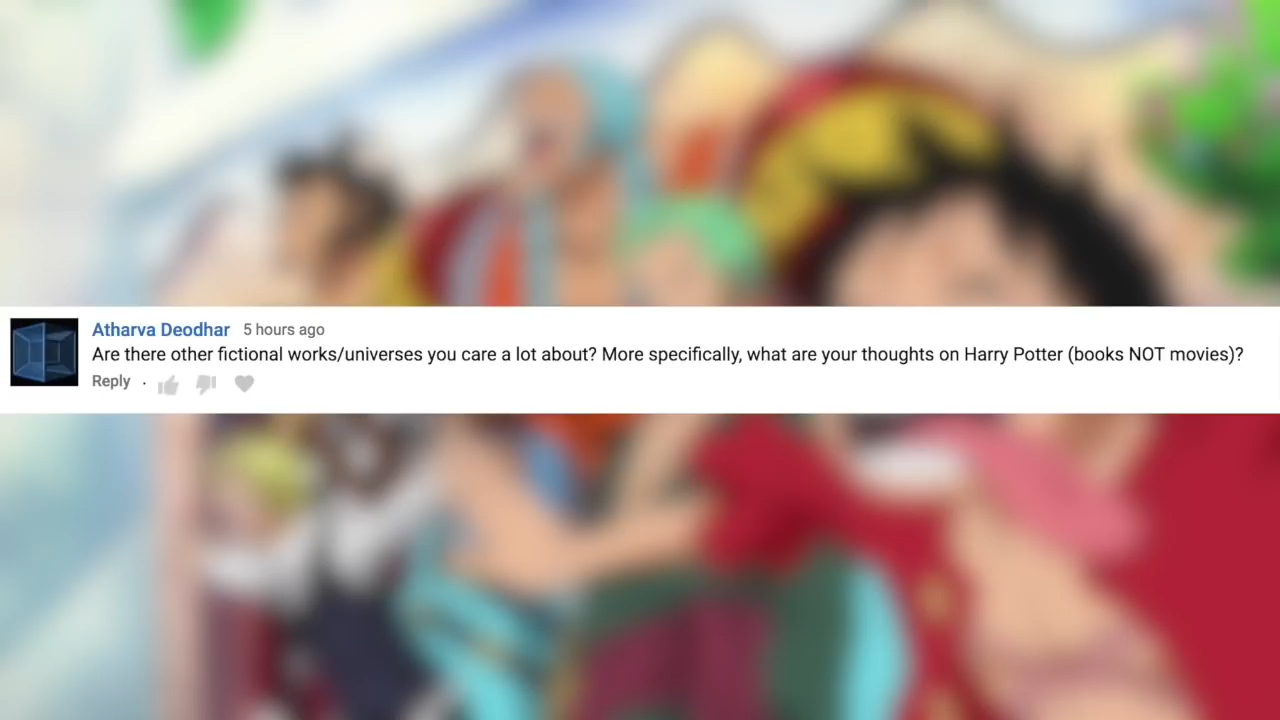 Atharva Deodhar 5 hours ago
Are there other fictional works/universes you care a lot about? More specifically, what are your thoughts on Harry Potter (books NOT movies)?
Reply ·